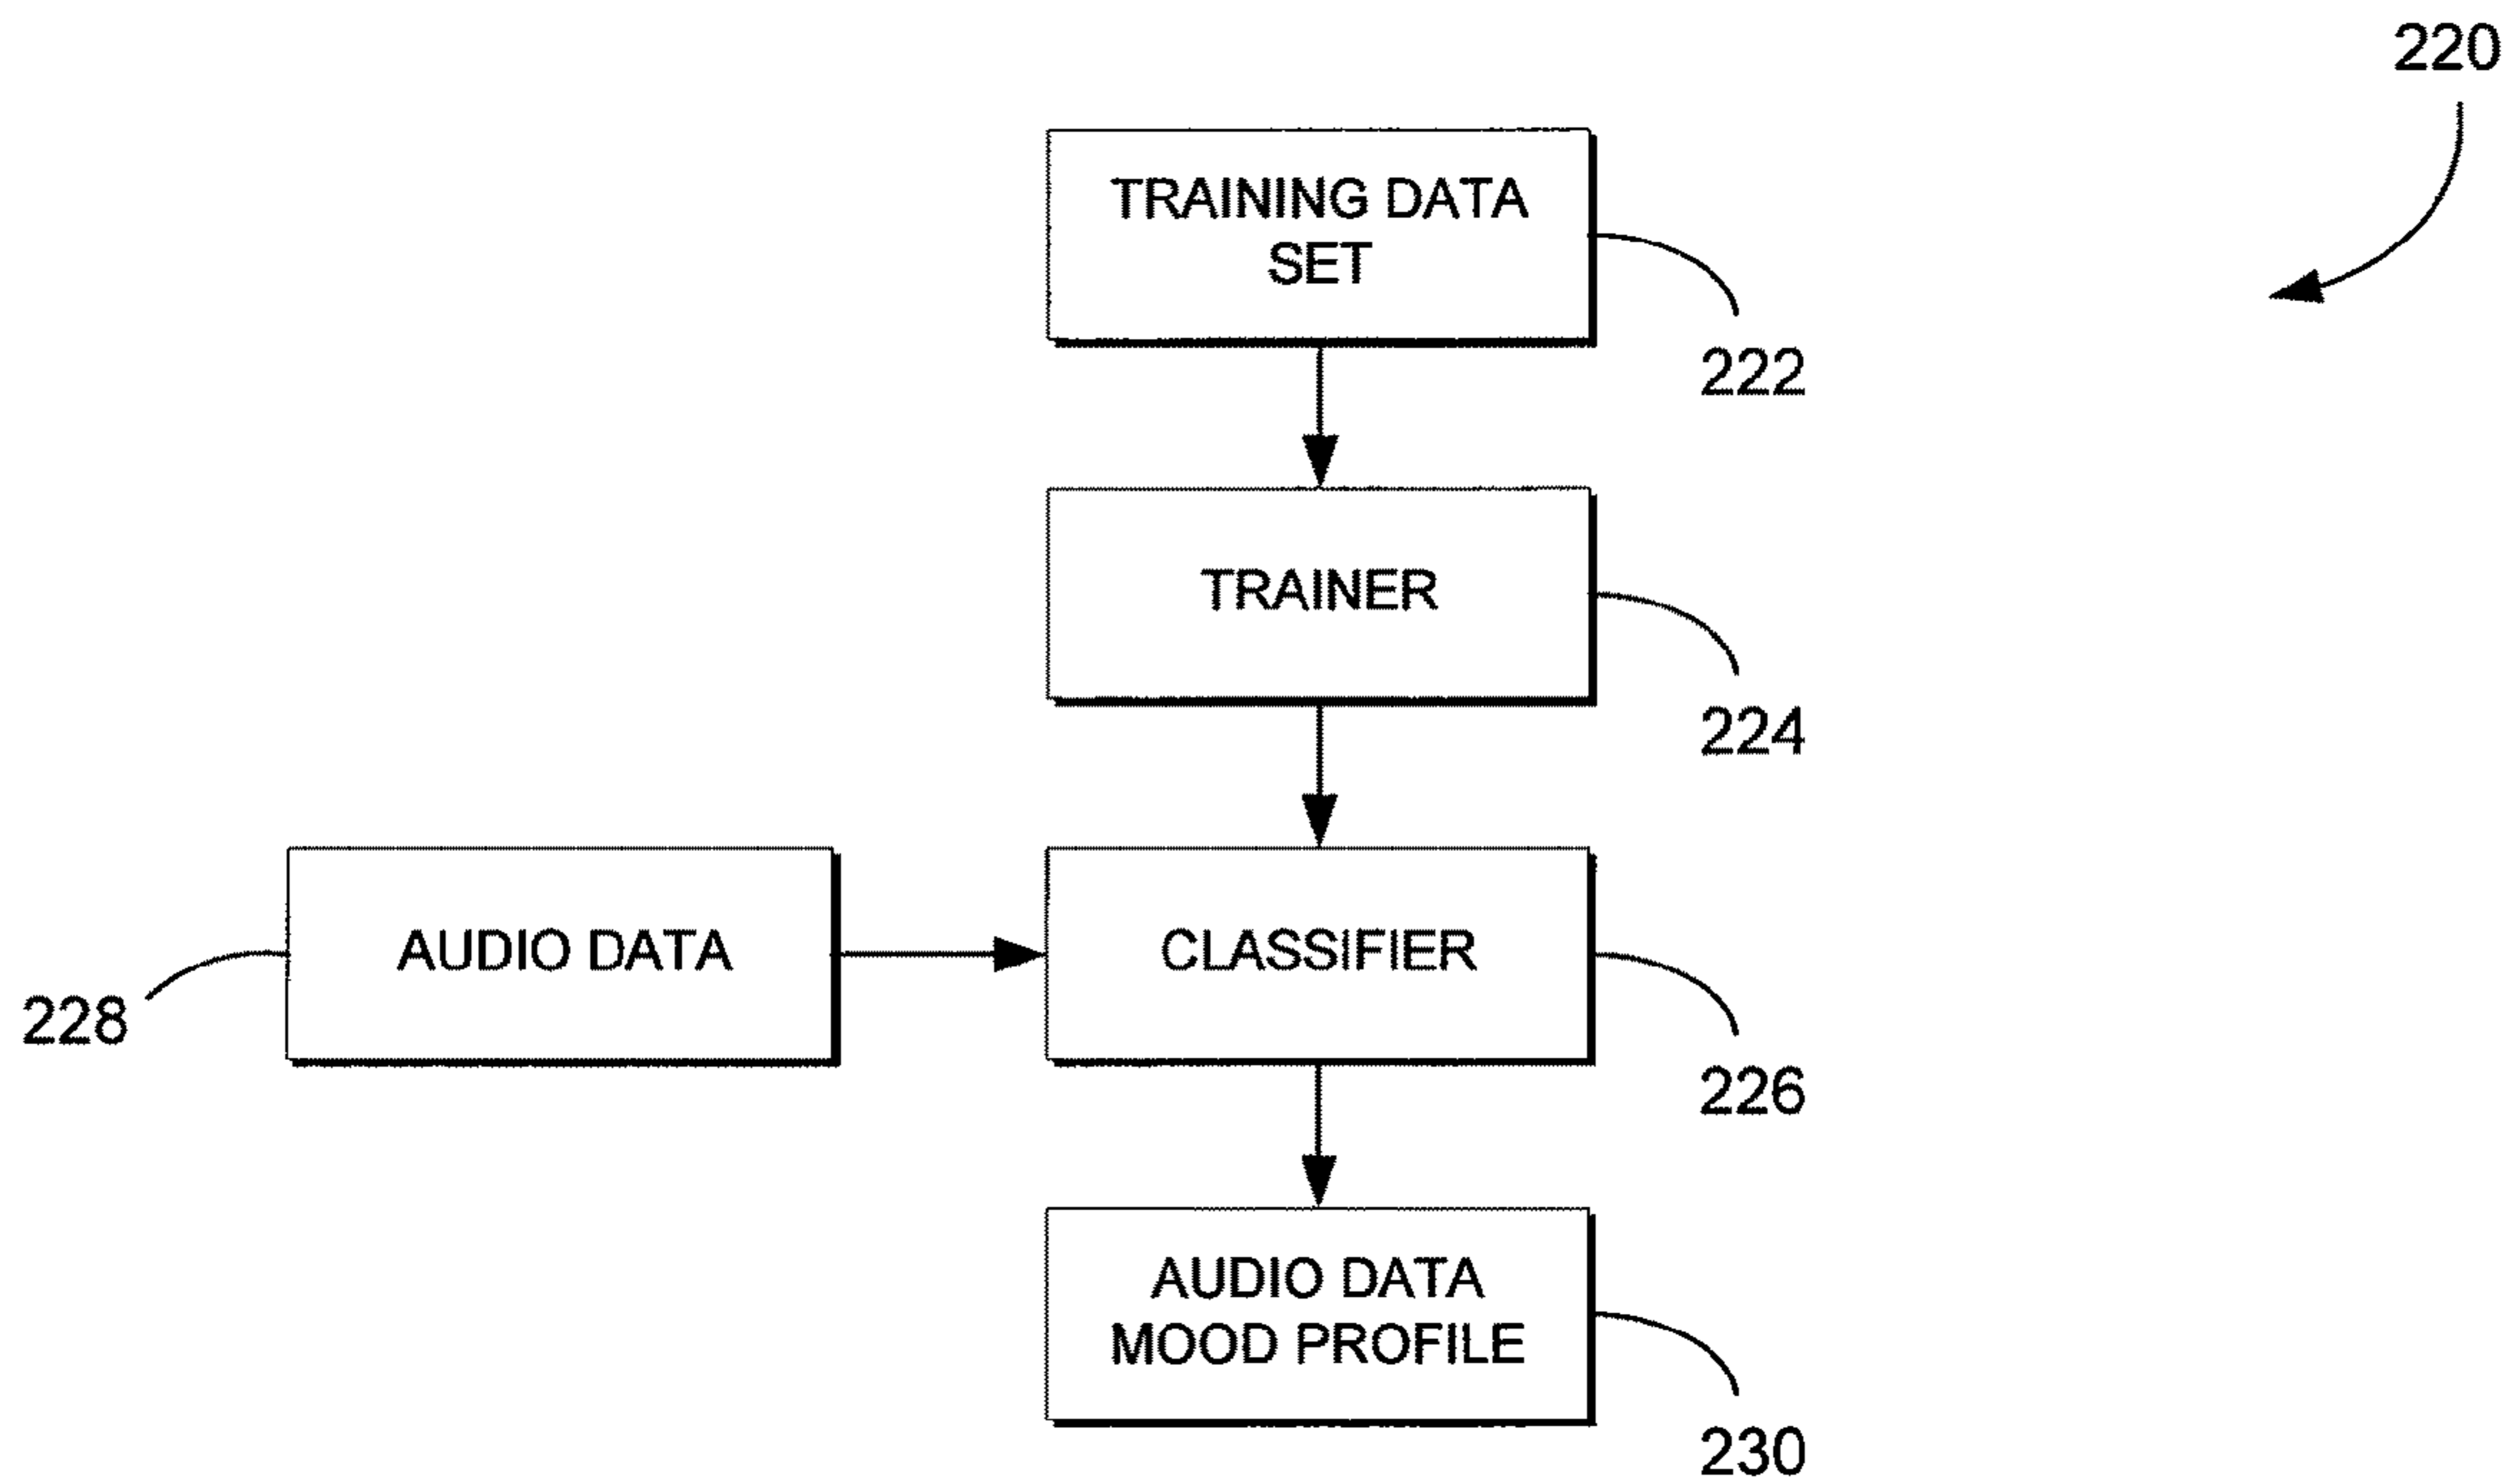 220
TRAINING DATA
SET
222
TRAINER
224
AUDIO DATA
CLASSIFIER
228
226
AUDIO DATA
MOOD PROFILE
230